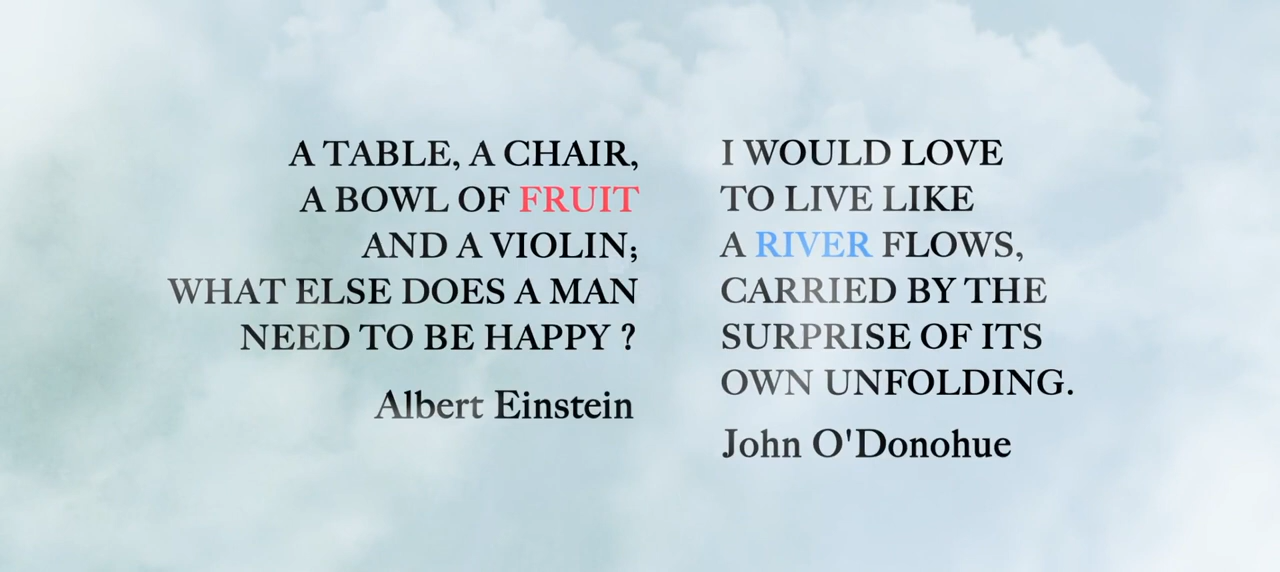 A TABLE, A CHAIR,
A BOWL OF FRUIT
AND A VIOLIN;
WHAT ELSE DOES A MAN
NEED TO BE HAPPY ?
Albert Einstein
I WOULD LOVE
TO LIVE LIKE
A RIVER FLOWS,
CARRIED BY THE
SURPRISE OF ITS
OWN UNFOLDING.
John O'Donohue